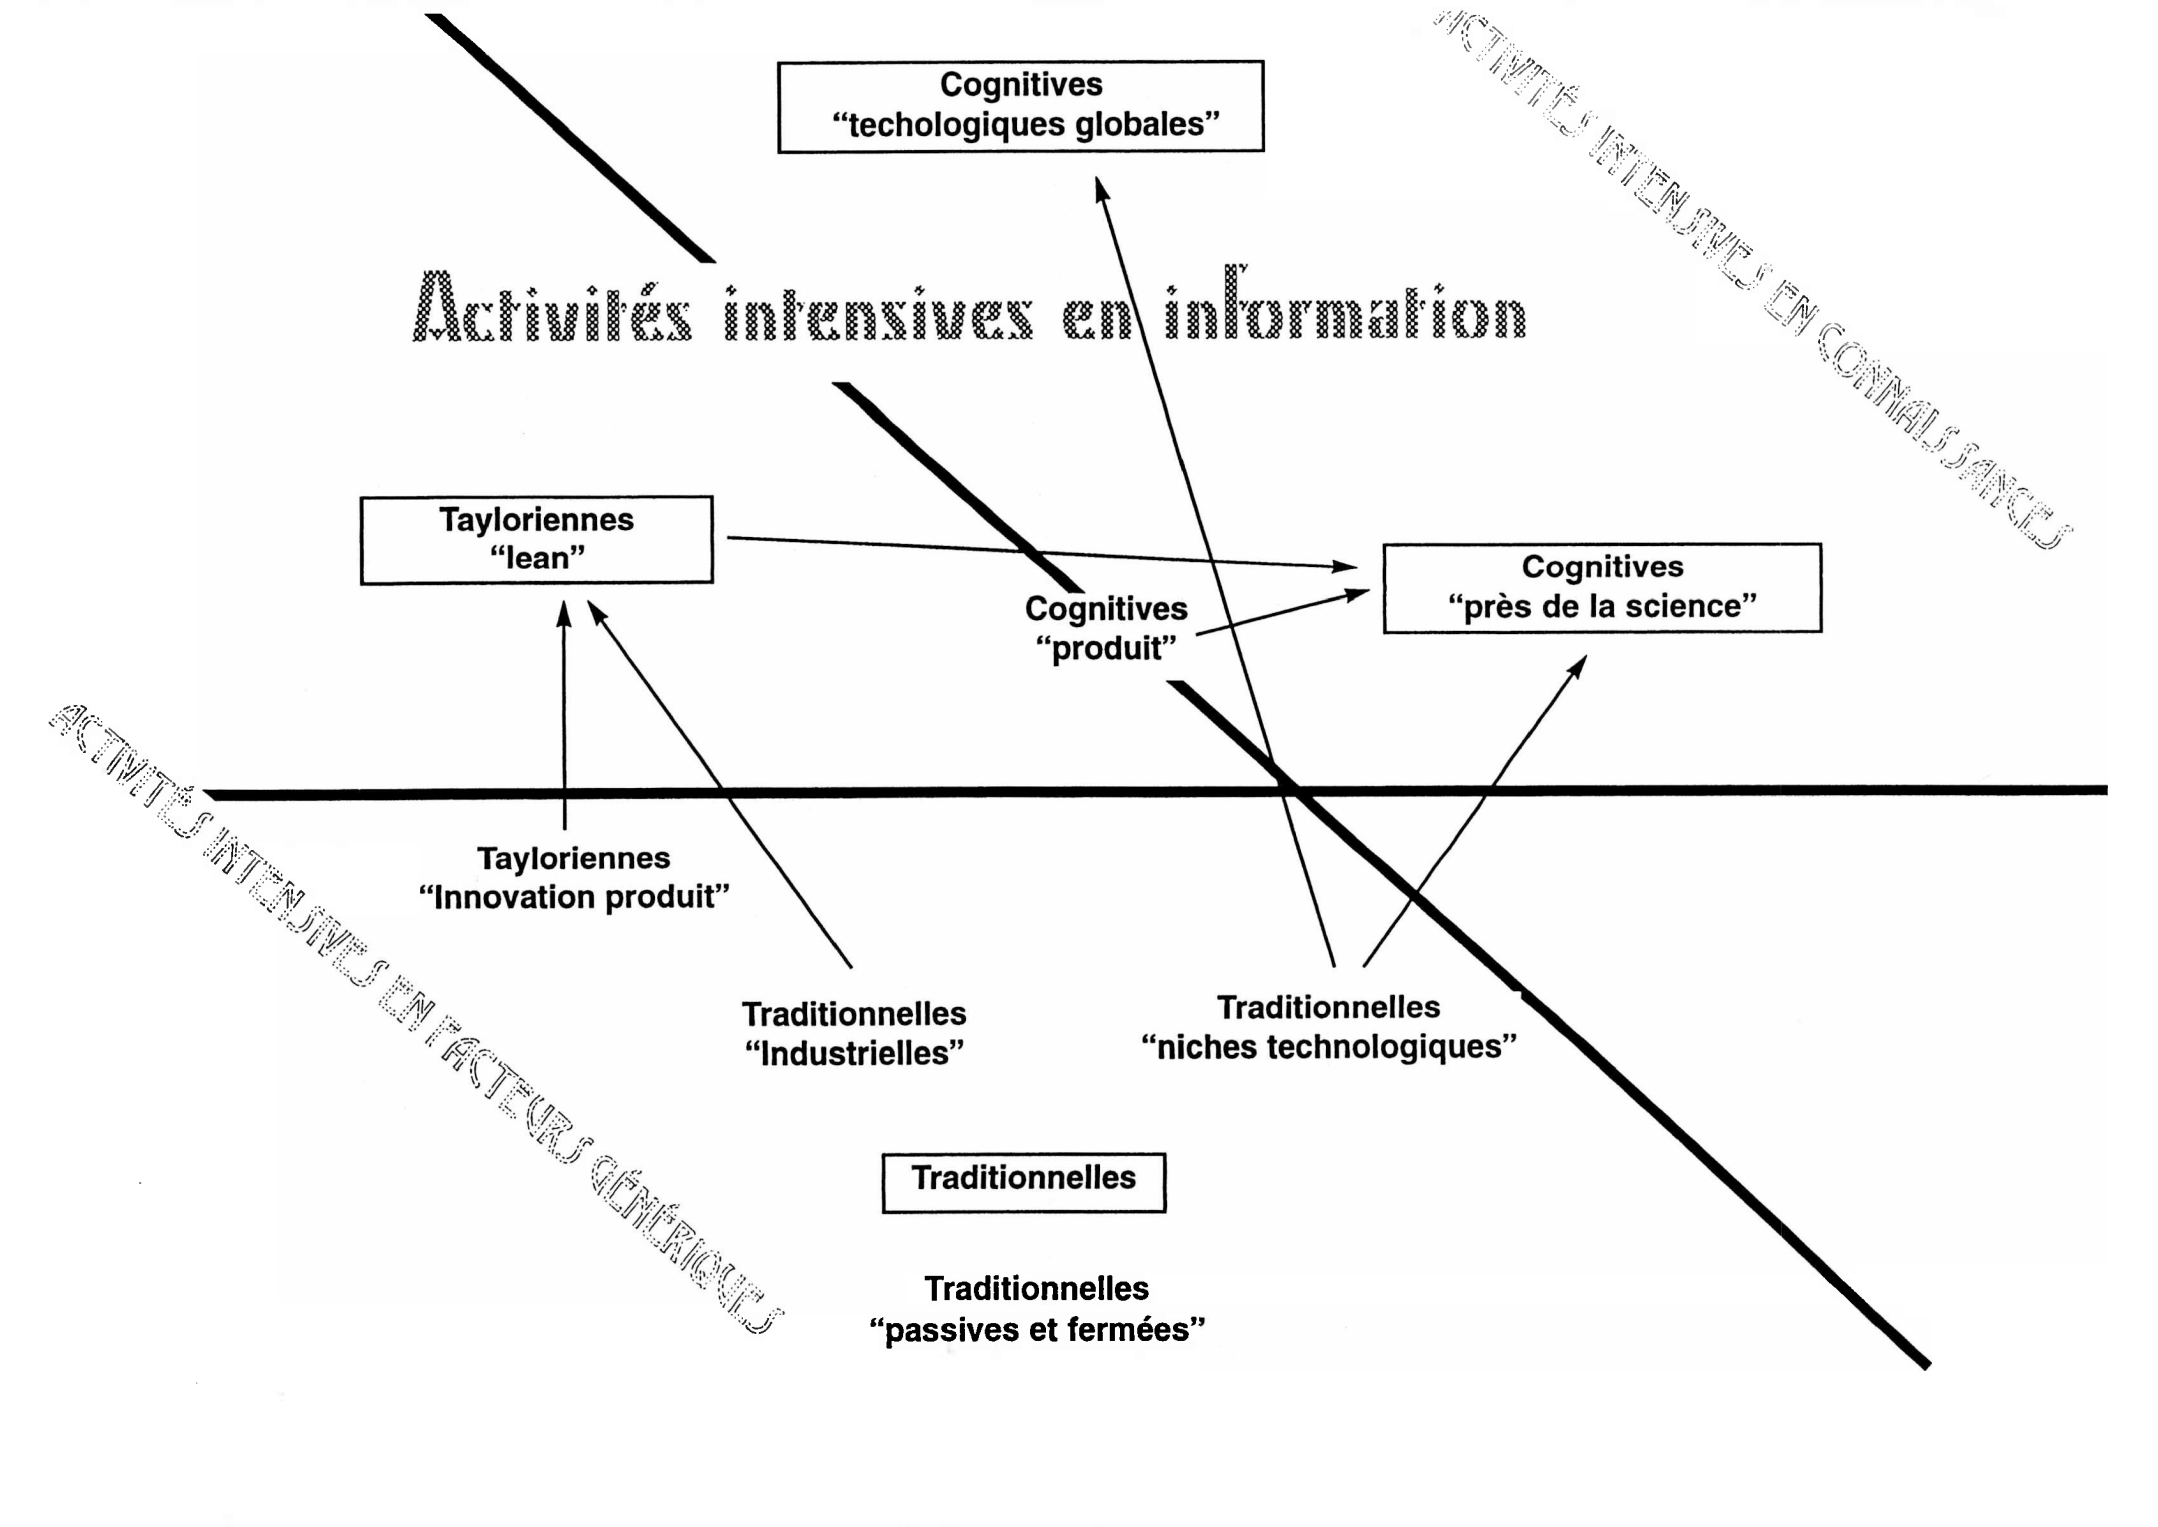 Cognitives
“techologiques globales”
ACTIVITÉS INTENSIVES EN CONNAISSANCES
Activités intensives en information
Tayloriennes
“lean”
Cognitives
“près de la science”
Cognitives
“produit”
ACTIVITÉS INTENSIVES EN FACTEURS GÉNÉRIQUES
Tayloriennes
“Innovation produit”
Traditionnelles
“Industrielles”
Traditionnelles
“niches technologiques”
Traditionnelles
Traditionnelles
“passives et fermées”